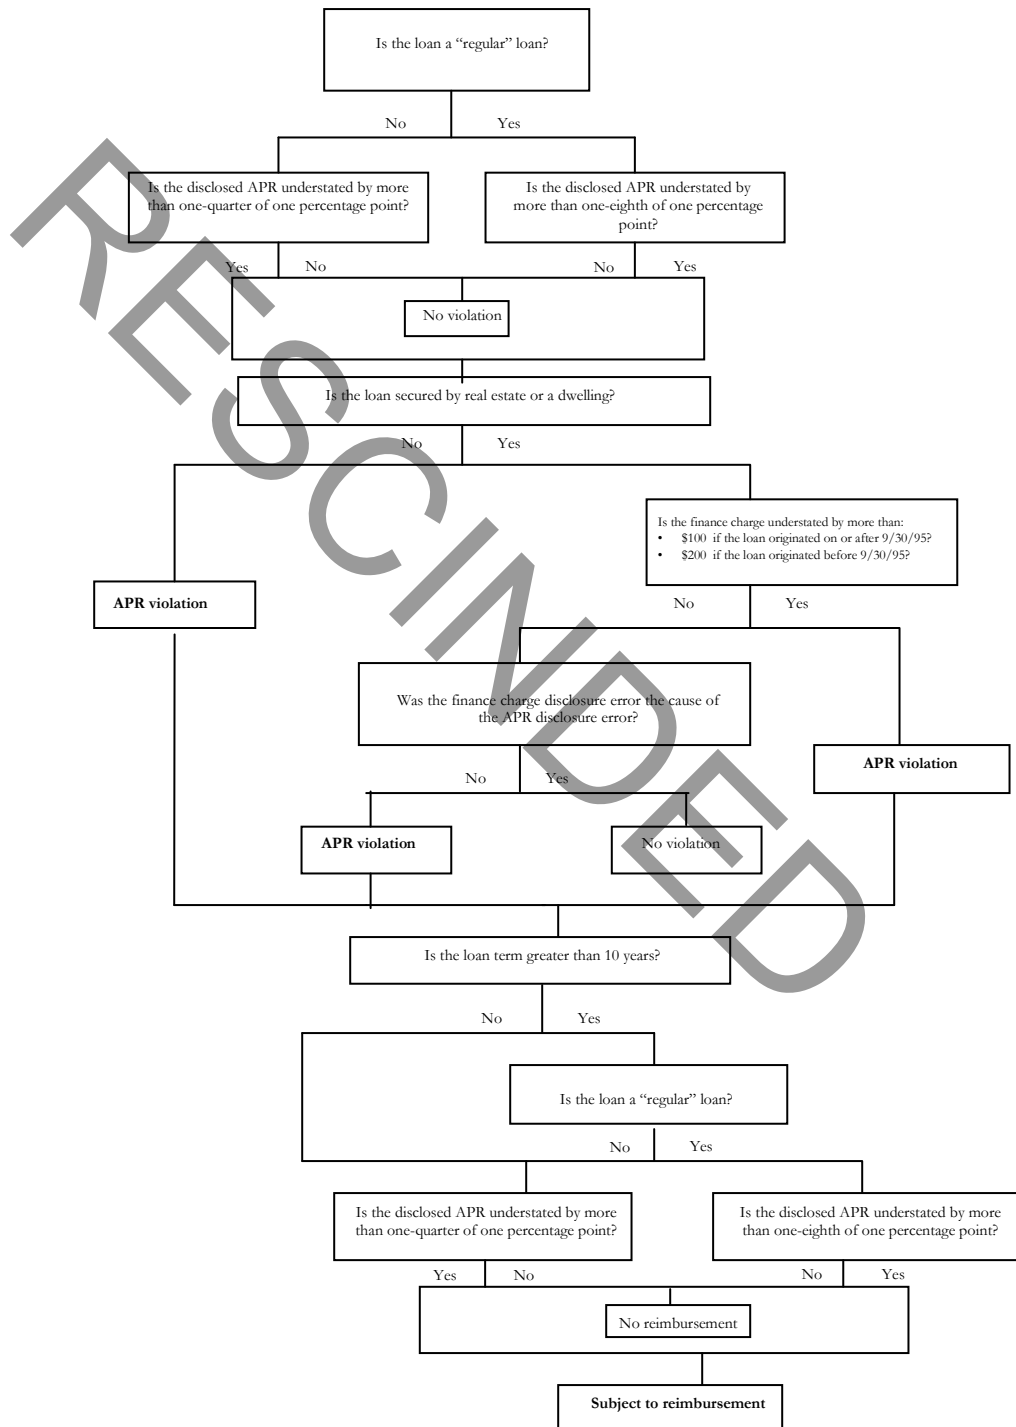 Is the loan a “regular” loan?
No Yes
Is the disclosed APR understated by more
than one-quarter of one percentage point?
Is the disclosed APR understated by
more than one-eighth of one percentage
point?
Yes No
No Yes
No violation
Is the loan secured by real estate or a dwelling?
No Yes
Is the finance charge understated by more than:
• $100 if the loan originated on or after 9/30/95?
• $200 if the loan originated before 9/30/95?
APR violation
No Yes
Was the finance charge disclosure error the cause of
the APR disclosure error?
APR violation
No Yes
APR violation
No violation
Is the loan term greater than 10 years?
No Yes
Is the loan a “regular” loan?
No Yes
Is the disclosed APR understated by more
than one-quarter of one percentage point?
Is the disclosed APR understated by more
than one-eighth of one percentage point?
Yes No
No Yes
No reimbursement
Subject to reimbursement
RESCINDED